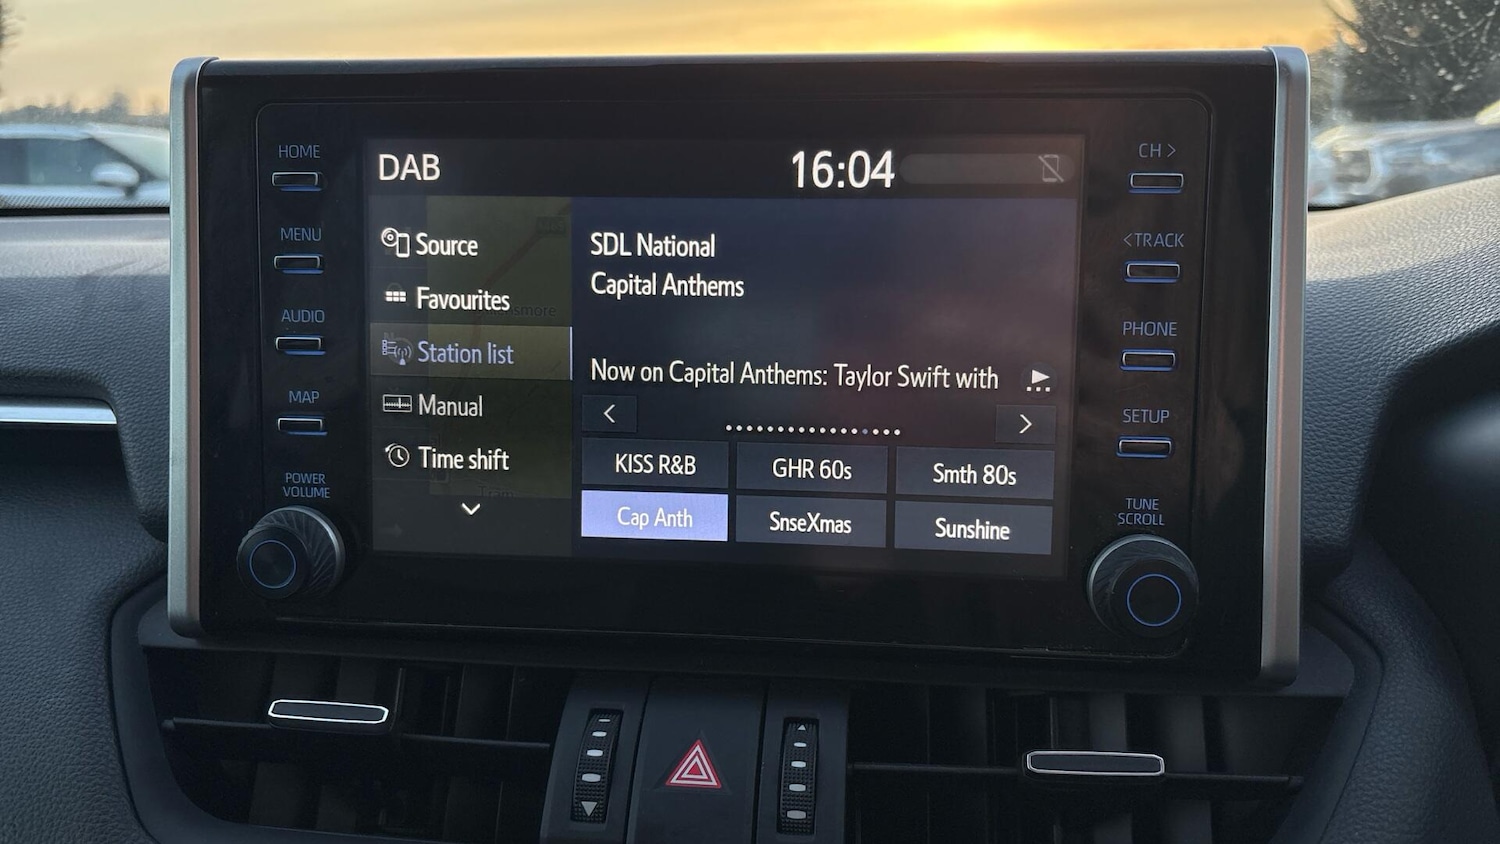 HOME
MENU
AUDIO
MAP
POWER
VOLUME
DAB
16:04
Source
Favourites
Station list
Manual
Time shift
SDL National
Capital Anthems
Now on Capital Anthems: Taylor Swift with
KISS R&B
GHR 60s
Smth 80s
Cap Anth
SnseXmas
Sunshine
CH >
<TRACK
PHONE
SETUP
TUNE
SCROLL